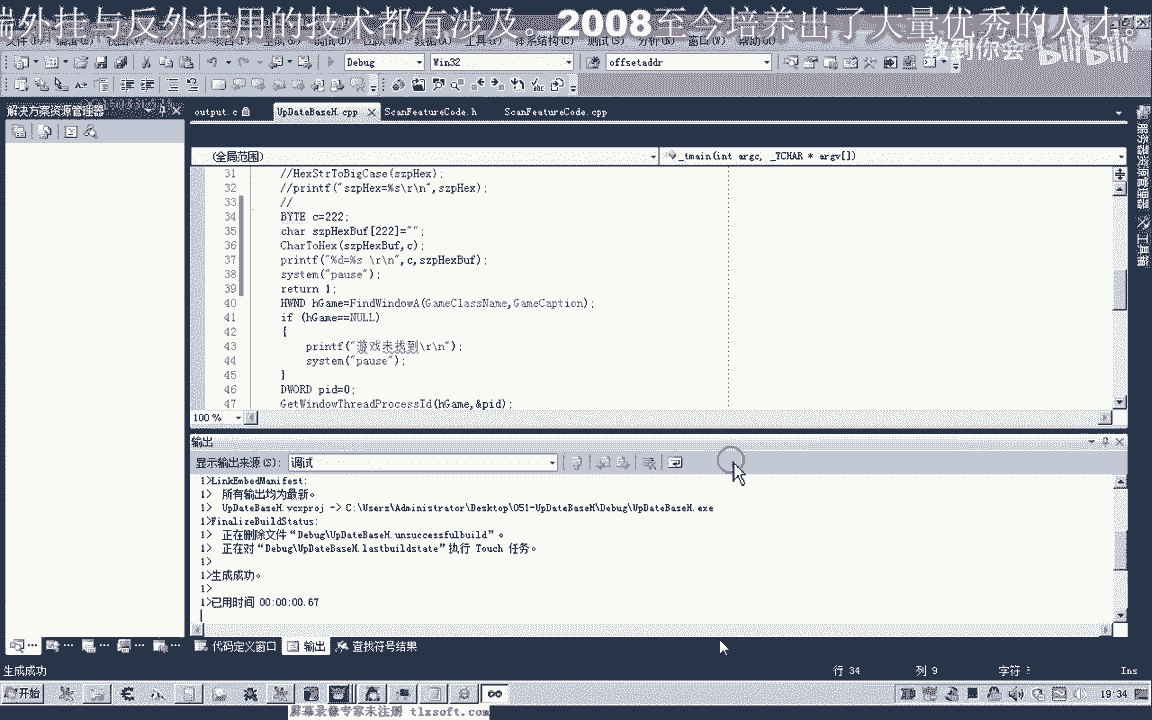 端外挂与反外挂用的技术都有涉及。2008至今培养出了大量优秀的人才。
教到你会 bilibili
Debug Win32 offsetaddr
解决方案资源管理器
output.c UpDateBaseH.cpp ScanFeatureCode.h ScanFeatureCode.cpp
(全局范围) _tmain(int argc, _TCHAR * argv[])
31 //HexStrToBigCase(szpHex);
32 //printf("szpHex=%s\r\n",szpHex);
33 //
34 BYTE c=222;
35 char szpHexBuf[222]="";
36 CharToHex(szpHexBuf,c);
37 printf("%d=%s \r\n",c,szpHexBuf);
38 system("pause");
39 return 1;
40 HWND hGame=FindWindowA(GameClassName,GameCaption);
41 if (hGame==NULL)
42 {
43 printf("游戏未找到\r\n");
44 system("pause");
45 }
46 DWORD pid=0;
47 GetWindowThreadProcessId(hGame,&pid);
100 %
输出
显示输出来源(S): 调试
1>LinkEmbedManifest:
1> 所有输出均为最新。
1> UpDateBaseH.vcxproj -> C:\Users\Administrator\Desktop\051-UpDateBaseH\Debug\UpDateBaseH.exe
1>FinalizeBuildStatus:
1> 正在删除文件“Debug\UpDateBaseH.unsuccessfulbuild”。
1> 正在对“Debug\UpDateBaseH.lastbuildstate”执行 Touch 任务。
1>
1>生成成功。
1>
1>已用时间 00:00:00.67
代码定义窗口 输出 查找符号结果
服务器资源管理器
工具箱
生成成功 行 34 列 9 字符 Ins
开始 19:34
屏幕录像专家未注册 tlxsoft.com